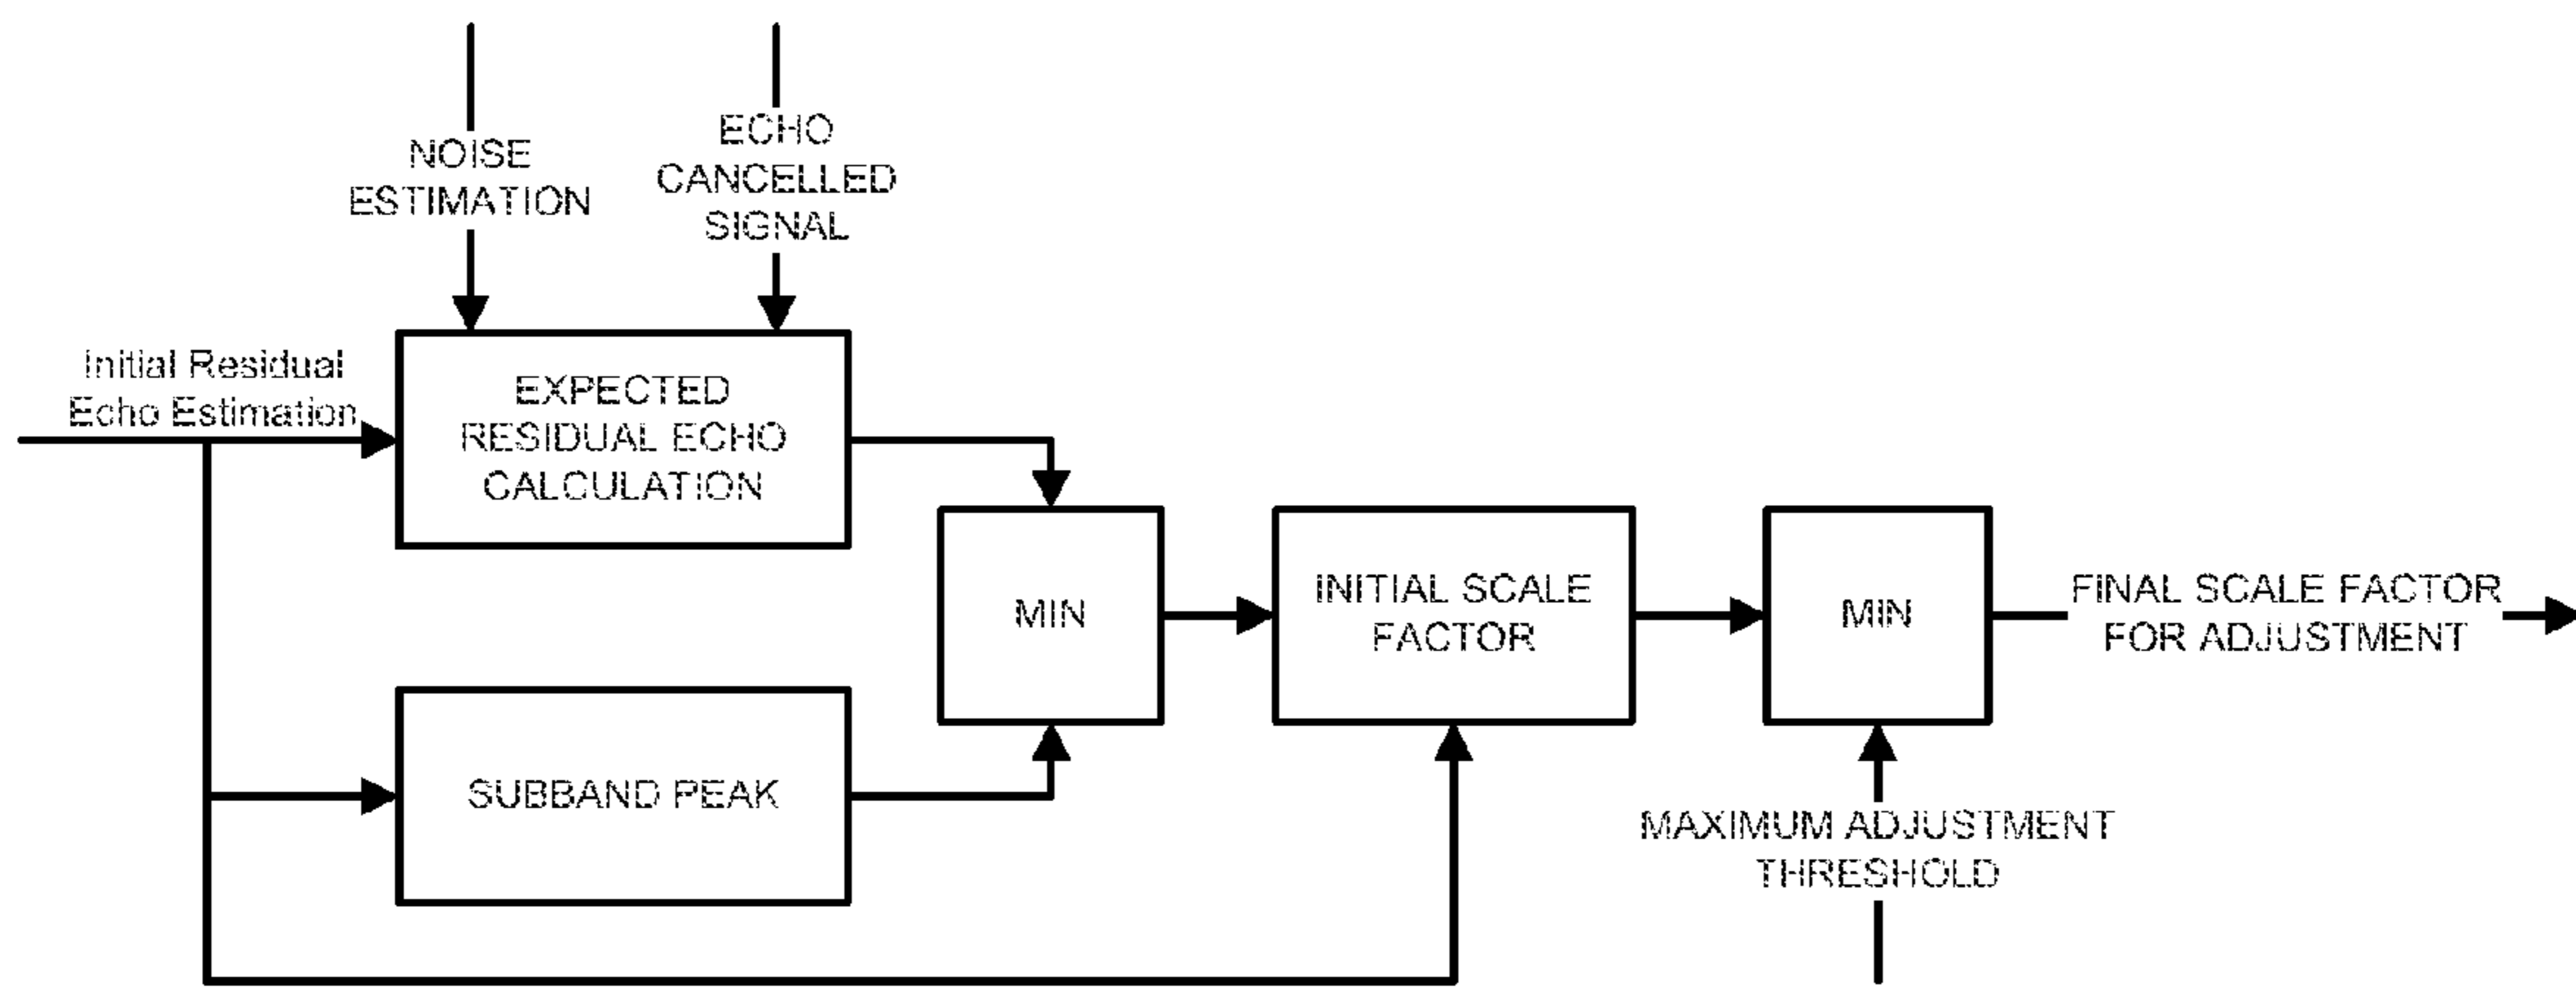 NOISE
ESTIMATION
ECHO
CANCELLED
SIGNAL
Initial Residual
Echo Estimation
EXPECTED
RESIDUAL ECHO
CALCULATION
MIN
INITIAL SCALE
FACTOR
MIN
FINAL SCALE FACTOR
FOR ADJUSTMENT
SUBBAND PEAK
MAXIMUM ADJUSTMENT
THRESHOLD